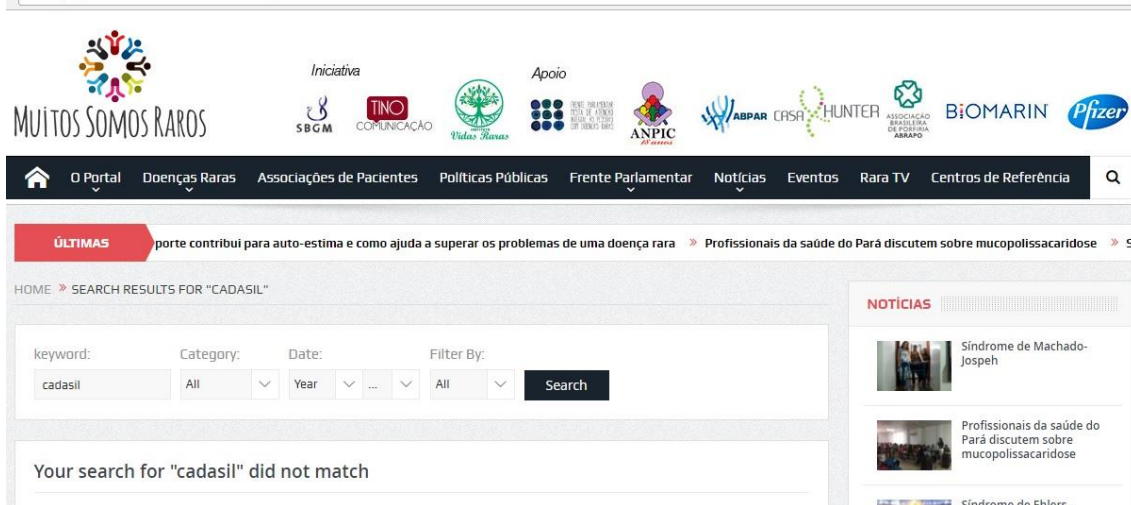 Iniciativa
Apoio
MUITOS SOMOS RAROS
SBGM
TINO
COMUNICAÇÃO
Vidas Raras
ANPIC
18 anos
ABPAR
CASA HUNTER
ASSOCIAÇÃO
BRASILEIRA
DE PORFIRIA
ABRAPO
BIOMARIN
Pfizer
O Portal Doenças Raras Associações de Pacientes Políticas Públicas Frente Parlamentar Notícias Eventos Rara TV Centros de Referência
ÚLTIMAS porte contribui para auto-estima e como ajuda a superar os problemas de uma doença rara » Profissionais da saúde do Pará discutem sobre mucopolissacaridose » S
HOME » SEARCH RESULTS FOR "CADASIL"
NOTÍCIAS
keyword: Category: Date: Filter By:
cadasil All Year ... All Search
Síndrome de Machado-
Jospeh
Profissionais da saúde do
Pará discutem sobre
mucopolissacaridose
Your search for "cadasil" did not match
Síndrome de Ehlers